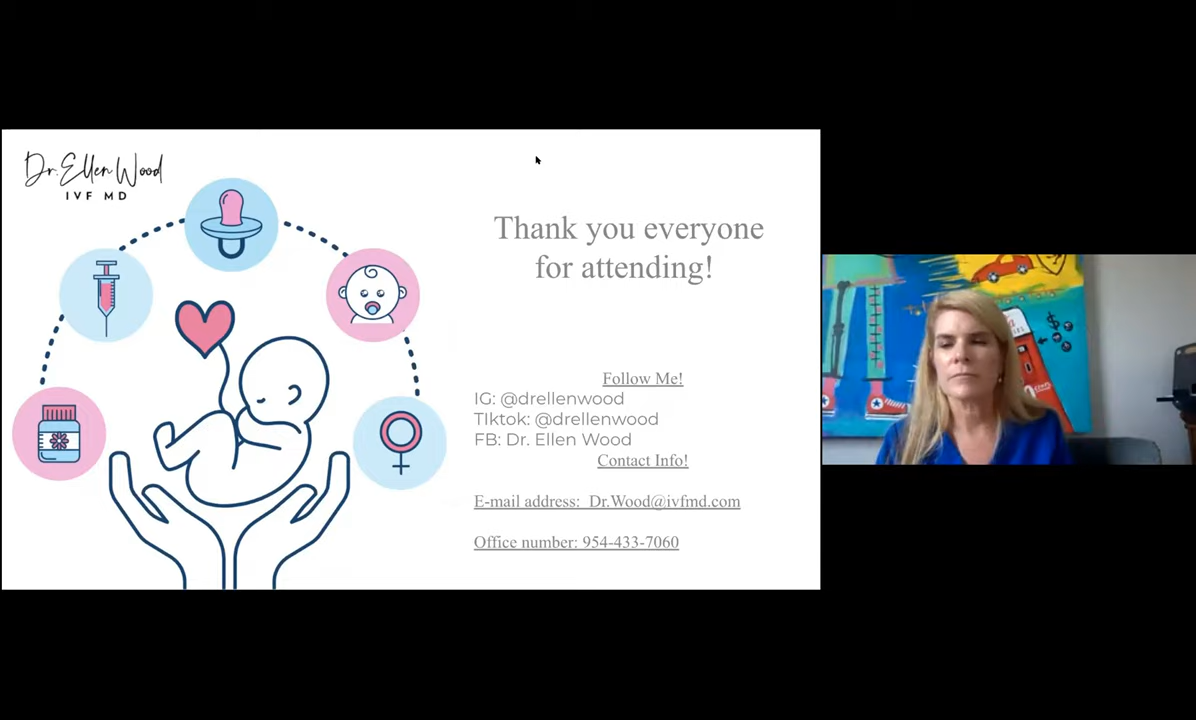 Dr. Ellen Wood
IVF MD
Thank you everyone
for attending!
Follow Me!
IG: @drellenwood
TIktok: @drellenwood
FB: Dr. Ellen Wood
Contact Info!
E-mail address:  Dr.Wood@ivfmd.com
Office number: 954-433-7060